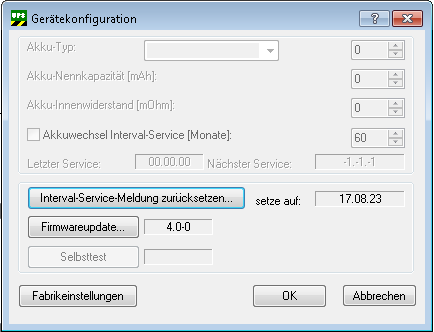 UPS Gerätekonfiguration ?
Akku-Typ: 0
Akku-Nennkapazität [mAh]: 0
Akku-Innenwiderstand [mOhm]: 0
Akkuwechsel Interval-Service [Monate]: 60
Letzter Service: 00.00.00 Nächster Service: -1.-1.-1
Interval-Service-Meldung zurücksetzen... setze auf: 17.08.23
Firmwareupdate... 4.0-0
Selbsttest
Fabrikeinstellungen OK Abbrechen